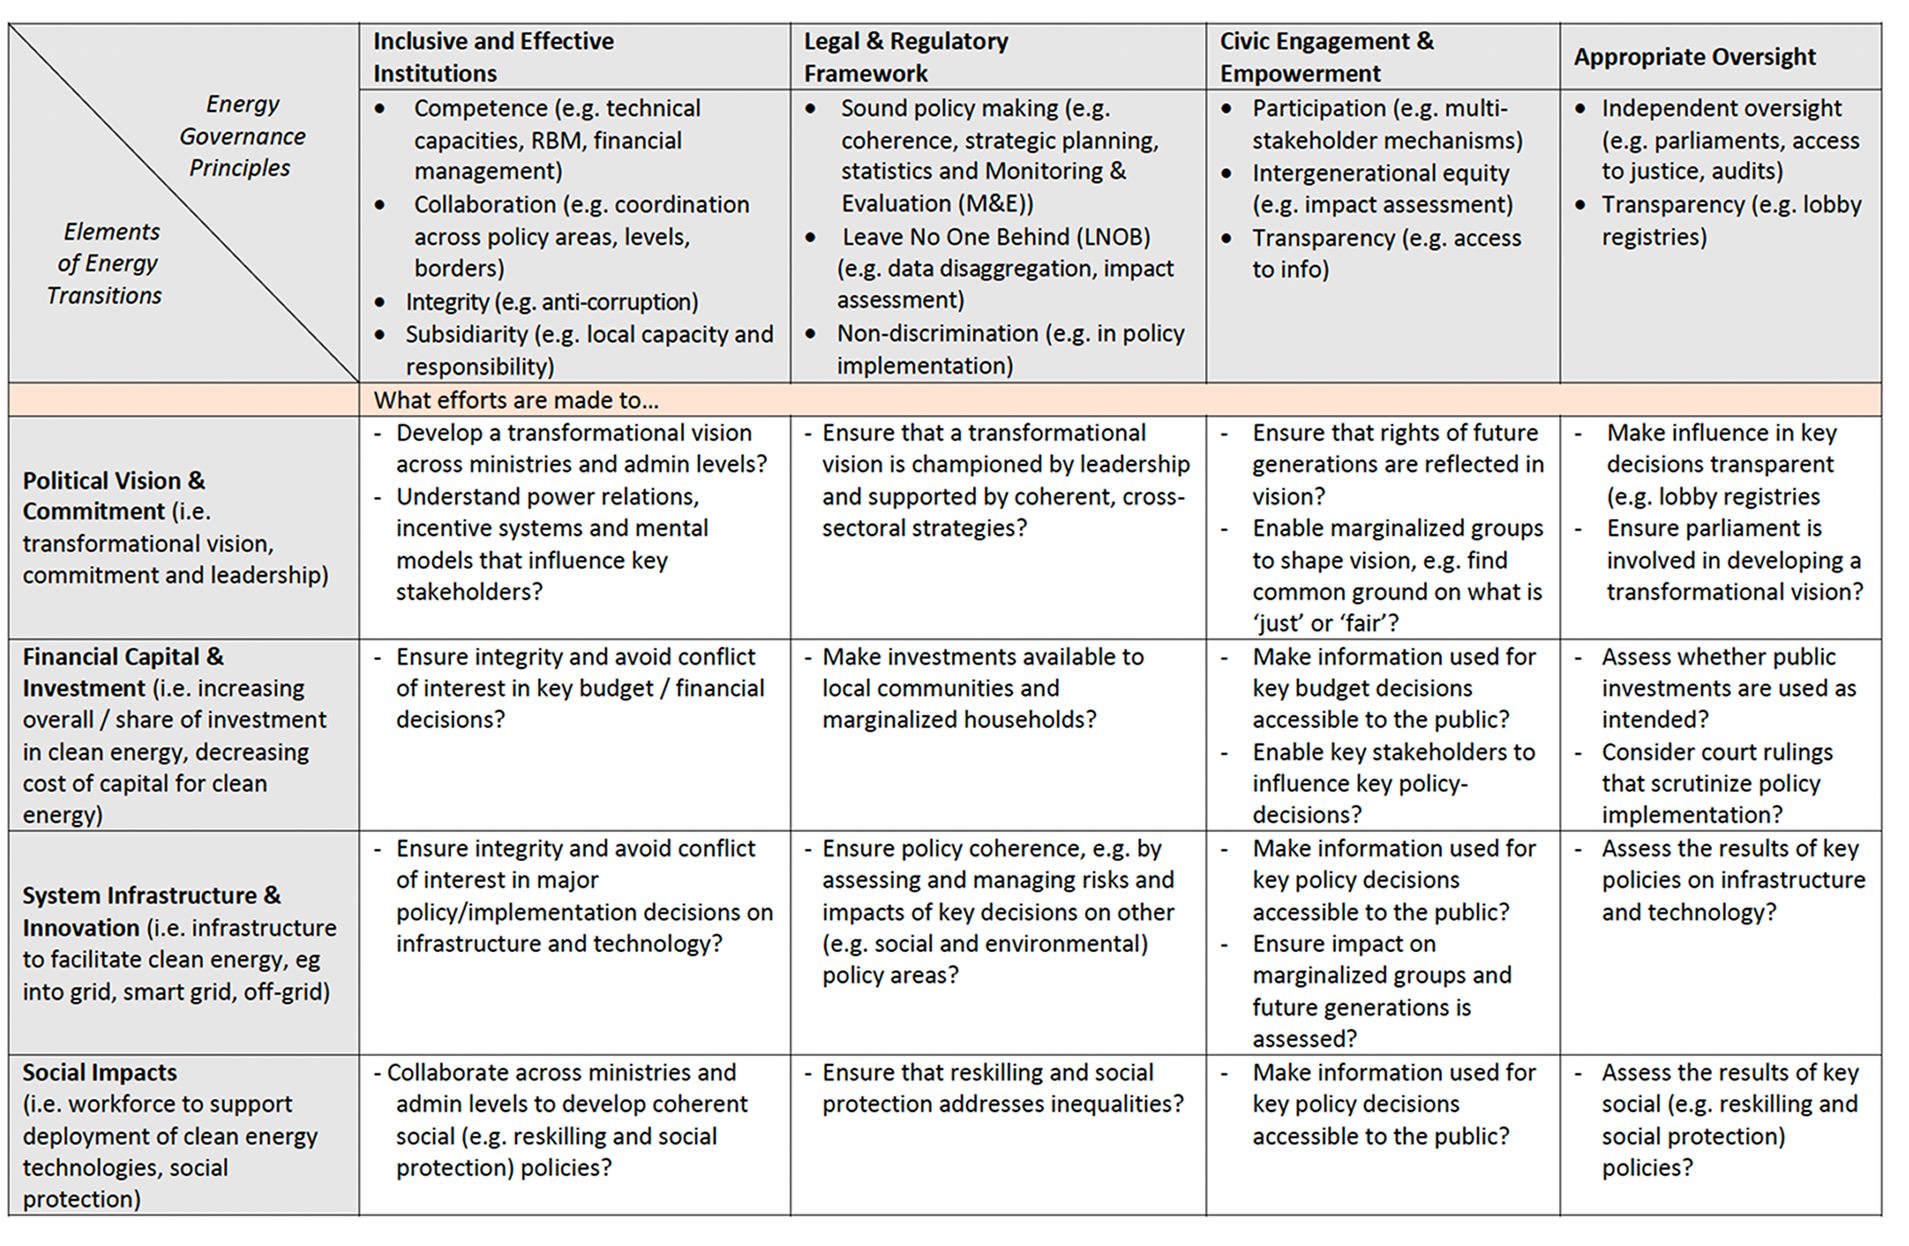 Energy
Governance
Principles
Elements
of Energy
Transitions
Inclusive and Effective
Institutions
Legal & Regulatory
Framework
Civic Engagement &
Empowerment
Appropriate Oversight
• Competence (e.g. technical
capacities, RBM, financial
management)
• Collaboration (e.g. coordination
across policy areas, levels,
borders)
• Integrity (e.g. anti-corruption)
• Subsidiarity (e.g. local capacity and
responsibility)
• Sound policy making (e.g.
coherence, strategic planning,
statistics and Monitoring &
Evaluation (M&E))
• Leave No One Behind (LNOB)
(e.g. data disaggregation, impact
assessment)
• Non-discrimination (e.g. in policy
implementation)
• Participation (e.g. multi-
stakeholder mechanisms)
• Intergenerational equity
(e.g. impact assessment)
• Transparency (e.g. access
to info)
• Independent oversight
(e.g. parliaments, access
to justice, audits)
• Transparency (e.g. lobby
registries)
What efforts are made to...
Political Vision &
Commitment (i.e.
transformational vision,
commitment and leadership)
- Develop a transformational vision
across ministries and admin levels?
- Understand power relations,
incentive systems and mental
models that influence key
stakeholders?
- Ensure that a transformational
vision is championed by leadership
and supported by coherent, cross-
sectoral strategies?
- Ensure that rights of future
generations are reflected in
vision?
- Enable marginalized groups
to shape vision, e.g. find
common ground on what is
‘just’ or ‘fair’?
- Make influence in key
decisions transparent
(e.g. lobby registries
- Ensure parliament is
involved in developing a
transformational vision?
Financial Capital &
Investment (i.e. increasing
overall / share of investment
in clean energy, decreasing
cost of capital for clean
energy)
- Ensure integrity and avoid conflict
of interest in key budget / financial
decisions?
- Make investments available to
local communities and
marginalized households?
- Make information used for
key budget decisions
accessible to the public?
- Enable key stakeholders to
influence key policy-
decisions?
- Assess whether public
investments are used as
intended?
- Consider court rulings
that scrutinize policy
implementation?
System Infrastructure &
Innovation (i.e. infrastructure
to facilitate clean energy, eg
into grid, smart grid, off-grid)
- Ensure integrity and avoid conflict
of interest in major
policy/implementation decisions on
infrastructure and technology?
- Ensure policy coherence, e.g. by
assessing and managing risks and
impacts of key decisions on other
(e.g. social and environmental)
policy areas?
- Make information used for
key policy decisions
accessible to the public?
- Ensure impact on
marginalized groups and
future generations is
assessed?
- Assess the results of key
policies on infrastructure
and technology?
Social Impacts
(i.e. workforce to support
deployment of clean energy
technologies, social
protection)
- Collaborate across ministries and
admin levels to develop coherent
social (e.g. reskilling and social
protection) policies?
- Ensure that reskilling and social
protection addresses inequalities?
- Make information used for
key policy decisions
accessible to the public?
- Assess the results of key
social (e.g. reskilling and
social protection)
policies?